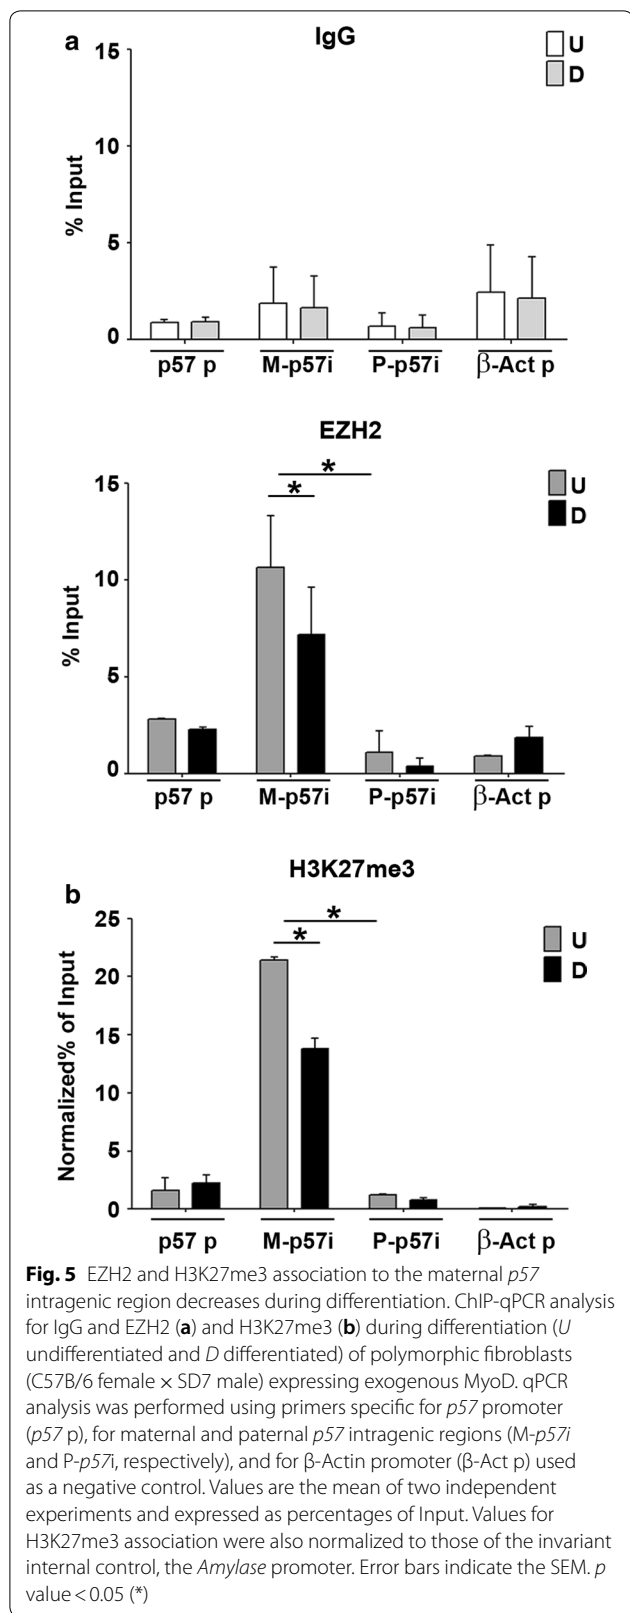 a
IgG
U
D
15
10
5
0
% Input
p57 p M-p57i P-p57i β-Act p
EZH2
*
*
U
D
15
10
5
0
% Input
p57 p M-p57i P-p57i β-Act p
b
H3K27me3
*
*
U
D
25
20
15
10
5
0
Normalized% of Input
p57 p M-p57i P-p57i β-Act p
Fig. 5 EZH2 and H3K27me3 association to the maternal p57
intragenic region decreases during differentiation. ChIP-qPCR analysis
for IgG and EZH2 (a) and H3K27me3 (b) during differentiation (U
undifferentiated and D differentiated) of polymorphic fibroblasts
(C57B/6 female × SD7 male) expressing exogenous MyoD. qPCR
analysis was performed using primers specific for p57 promoter
(p57 p), for maternal and paternal p57 intragenic regions (M-p57i
and P-p57i, respectively), and for β-Actin promoter (β-Act p) used
as a negative control. Values are the mean of two independent
experiments and expressed as percentages of Input. Values for
H3K27me3 association were also normalized to those of the invariant
internal control, the Amylase promoter. Error bars indicate the SEM. p
value < 0.05 (*)